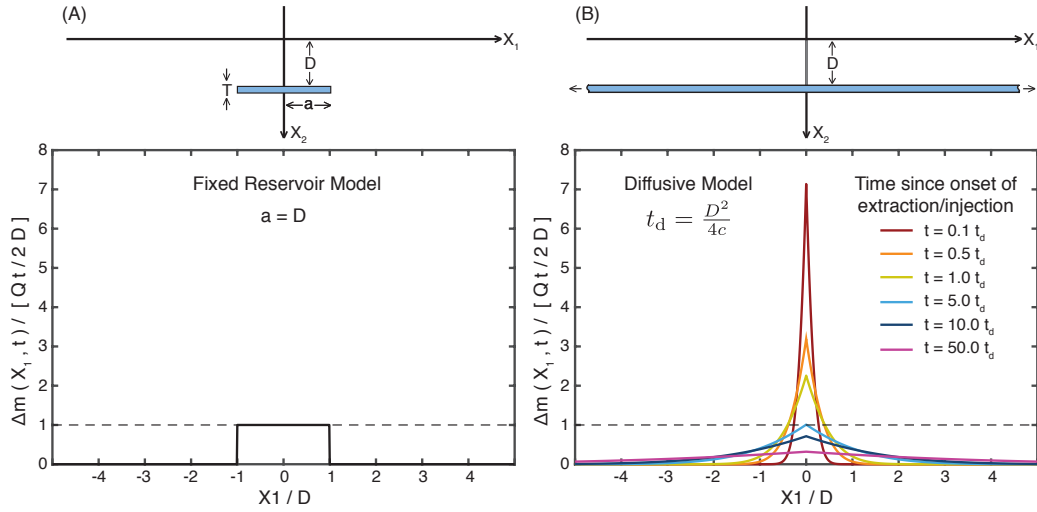 (A)
X1
D
T
a
X2
Fixed Reservoir Model
a = D
Δm ( X1 , t ) / [ Q t / 2 D ]
8
7
6
5
4
3
2
1
0
-4 -3 -2 -1 0 1 2 3 4
X1 / D
(B)
X1
D
X2
Diffusive Model
td = D² / 4c
Time since onset of
extraction/injection
t = 0.1 td
t = 0.5 td
t = 1.0 td
t = 5.0 td
t = 10.0 td
t = 50.0 td
Δm ( X1 , t ) / [ Q t / 2 D ]
8
7
6
5
4
3
2
1
0
-4 -3 -2 -1 0 1 2 3 4
X1 / D